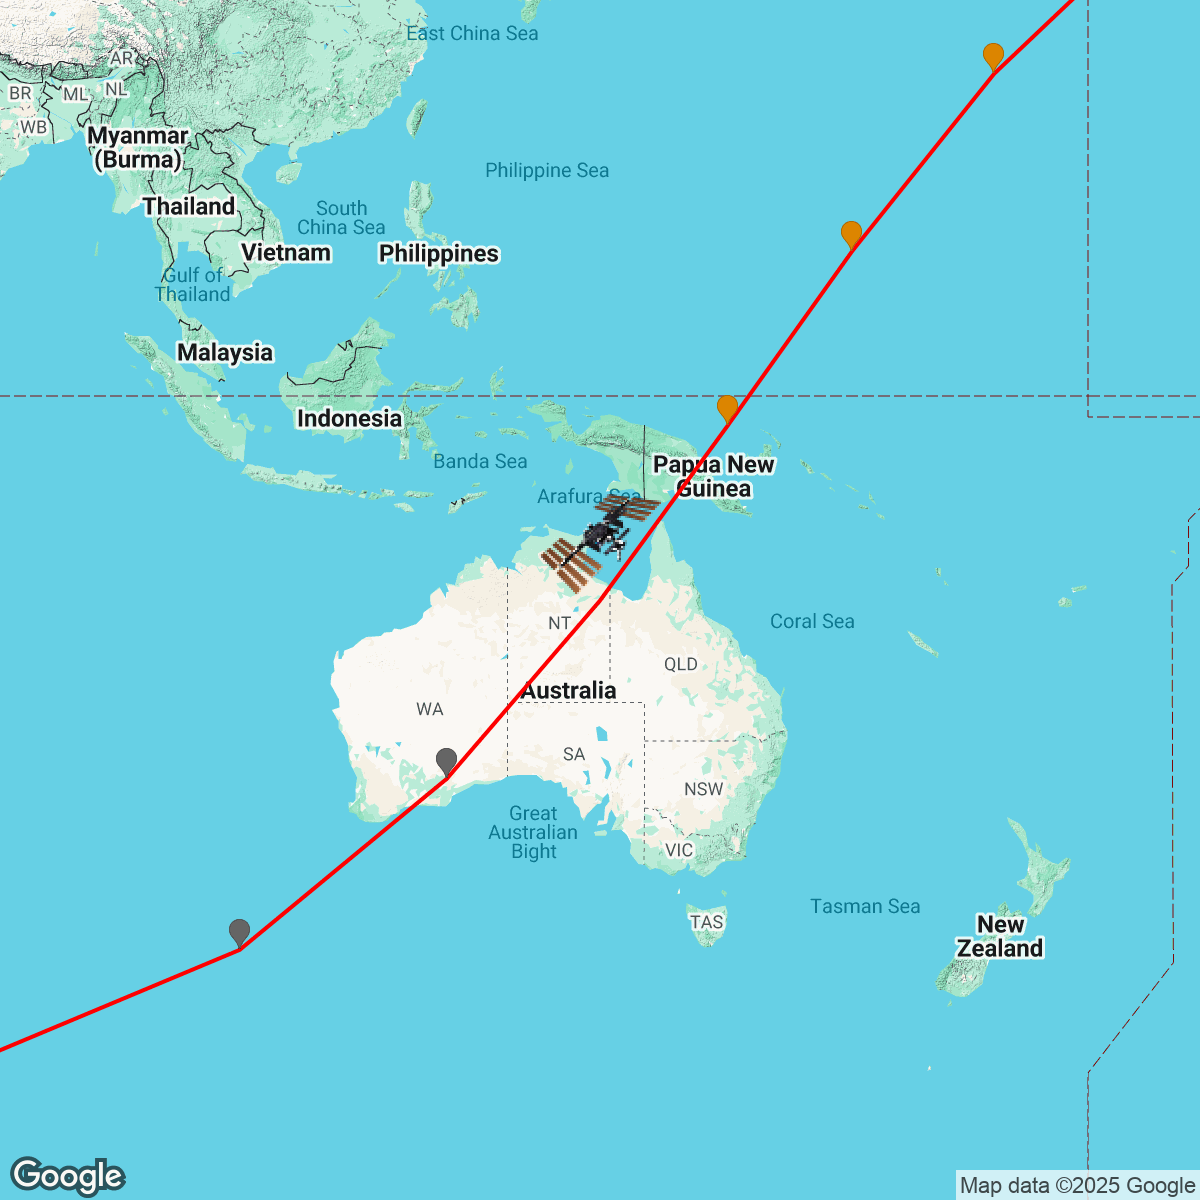 East China Sea
AR
BR
ML
NL
WB
Myanmar
(Burma)
Philippine Sea
Thailand
South
China Sea
Vietnam
Philippines
Gulf of
Thailand
Malaysia
Indonesia
Banda Sea
Papua New
Guinea
Arafura Sea
NT
Coral Sea
QLD
Australia
WA
SA
NSW
Great
Australian
Bight
VIC
Tasman Sea
TAS
New
Zealand
Google
Map data ©2025 Google